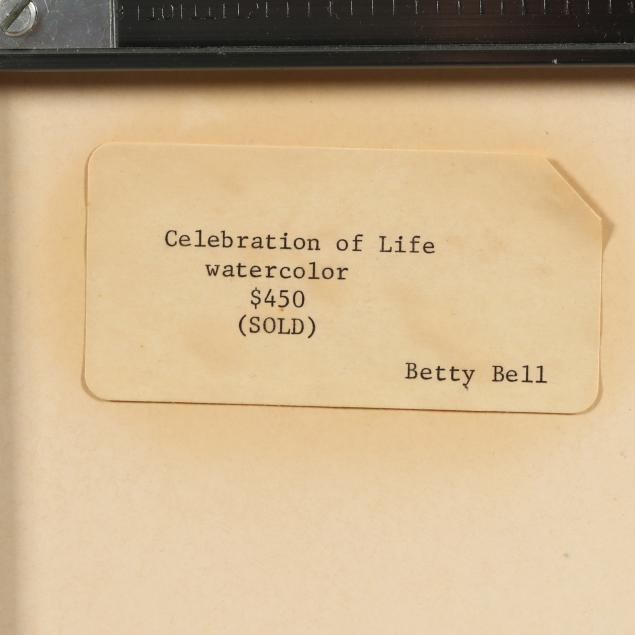 Celebration of Life
watercolor
$450
(SOLD)
Betty Bell